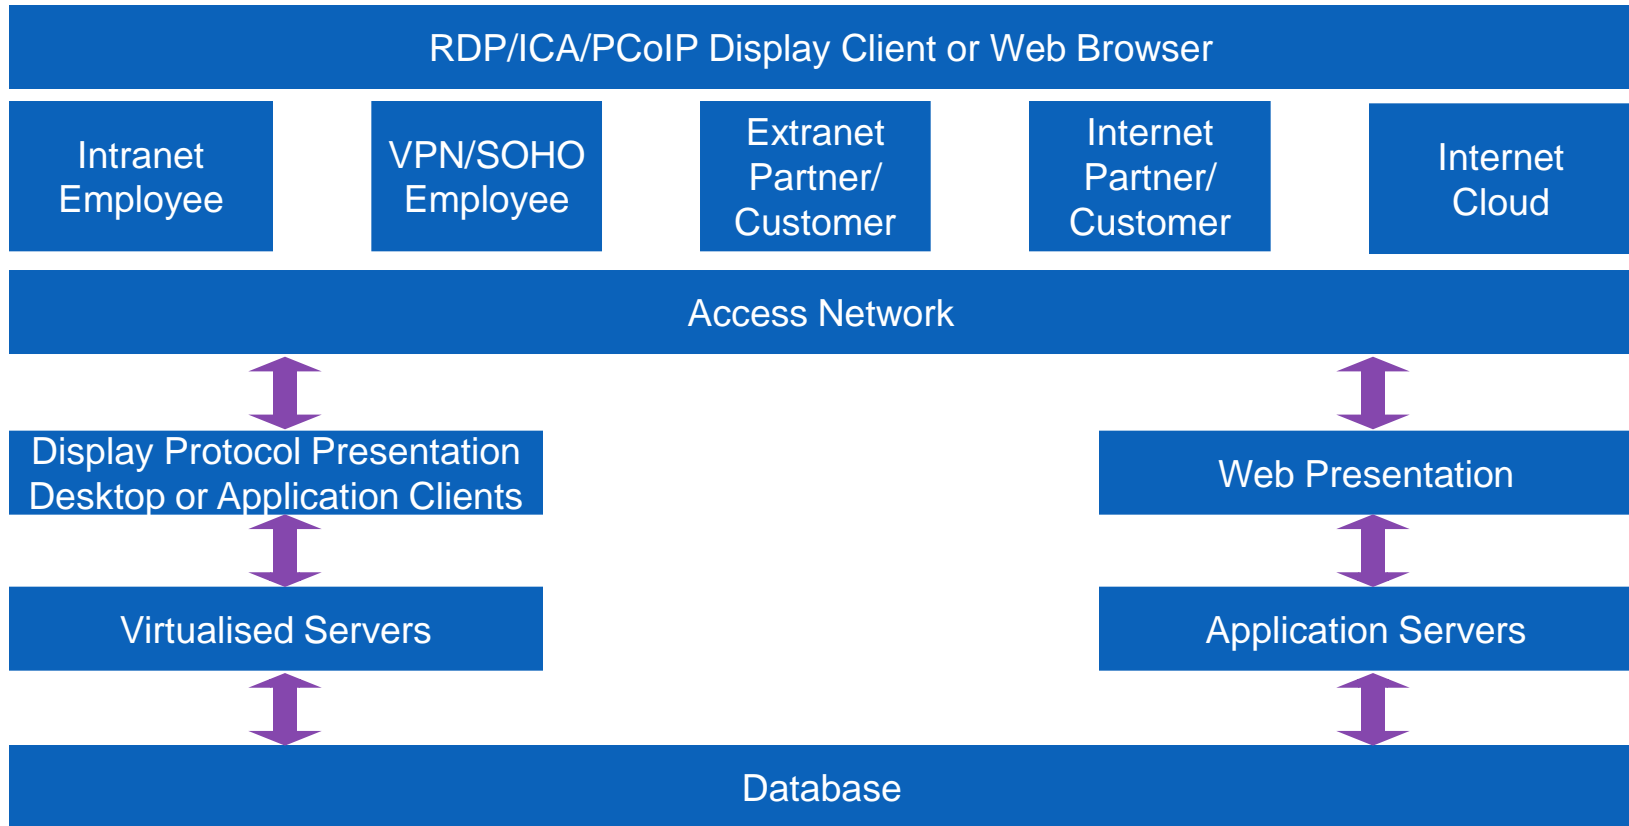 RDP/ICA/PCoIP Display Client or Web Browser
Intranet
Employee
VPN/SOHO
Employee
Extranet
Partner/
Customer
Internet
Partner/
Customer
Internet
Cloud
Access Network
Display Protocol Presentation
Desktop or Application Clients
Web Presentation
Virtualised Servers
Application Servers
Database